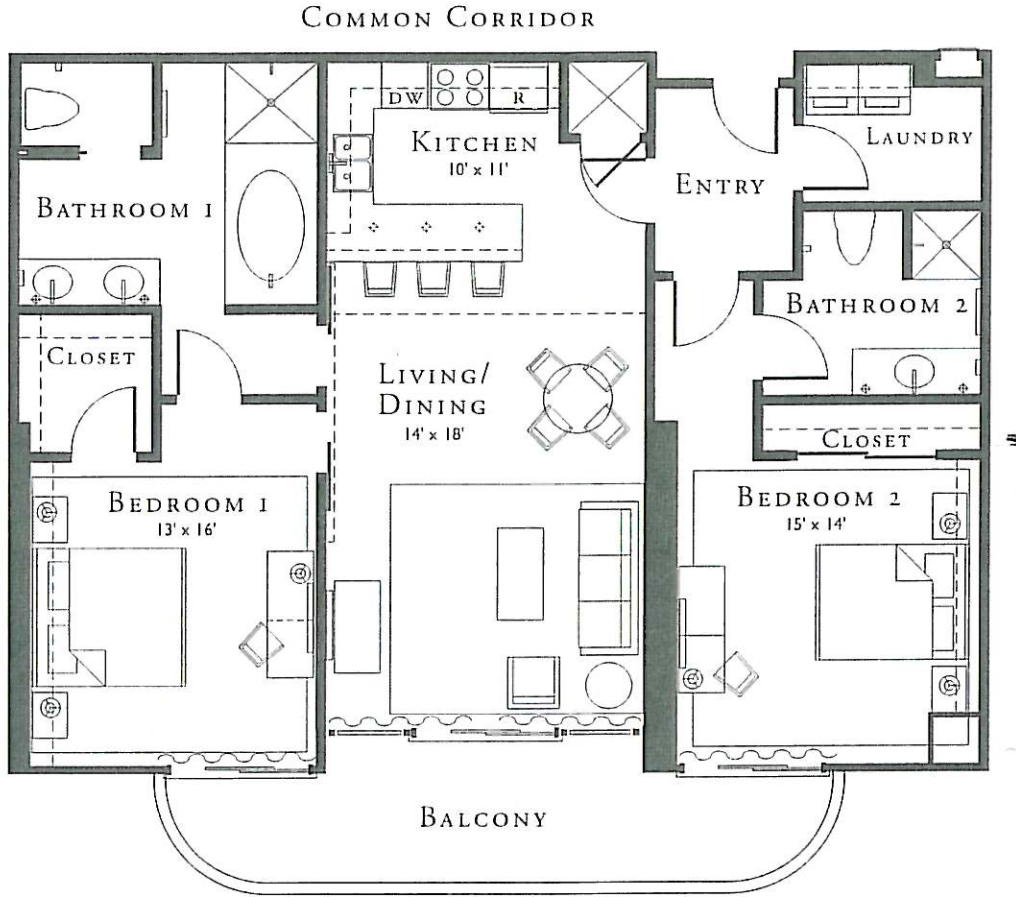 COMMON CORRIDOR
DW
R
KITCHEN
10' x 11'
LAUNDRY
ENTRY
BATHROOM 1
BATHROOM 2
CLOSET
LIVING/
DINING
14' x 18'
CLOSET
BEDROOM 1
13' x 16'
BEDROOM 2
15' x 14'
BALCONY